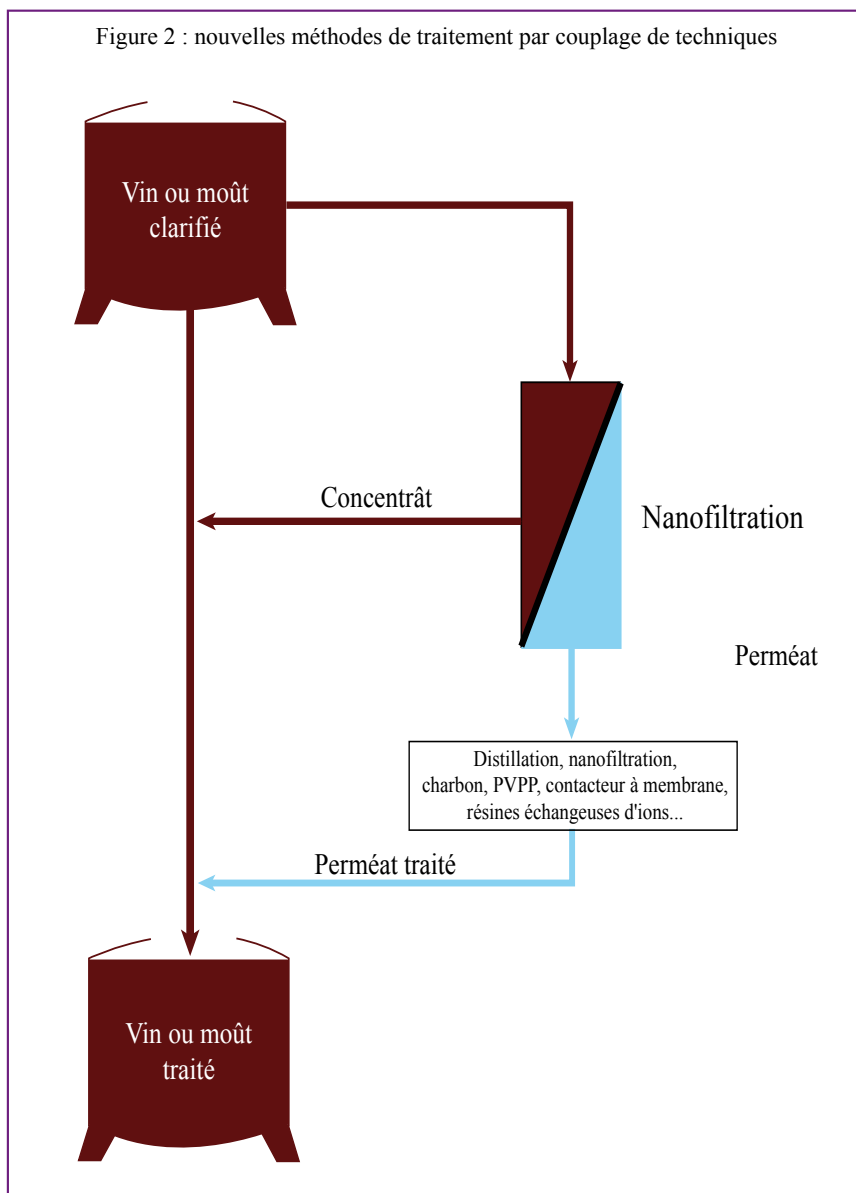 Figure 2 : nouvelles méthodes de traitement par couplage de techniques
Vin ou moût
clarifié
Concentrât
Nanofiltration
Perméat
Distillation, nanofiltration,
charbon, PVPP, contacteur à membrane,
résines échangeuses d'ions...
Perméat traité
Vin ou moût
traité